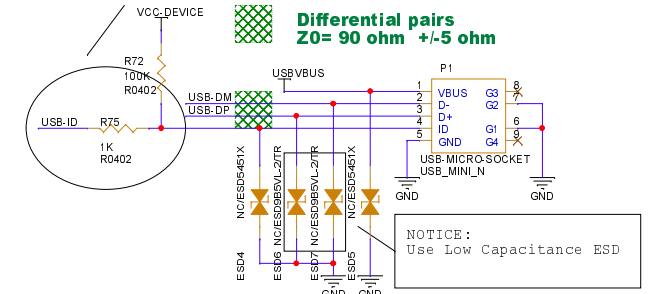 VCC-DEVICE
Differential pairs
Z0= 90 ohm +/-5 ohm
R72
100K
R0402
USBVBUS
P1
USB-DM
USB-DP
USB-ID
R75
1K
R0402
1
2
3
4
5
VBUS
D-
D+
ID
GND
G3
G2
G1
G4
8
7
6
9
USB-MICRO-SOCKET
USB_MINI_N
GND
GND
NC/ESD5451X
NC/ESD9B5VL-2/TR
NC/ESD9B5VL-2/TR
NC/ESD5451X
ESD4
ESD6
ESD7
ESD5
NOTICE:
Use Low Capacitance ESD
GND
GND